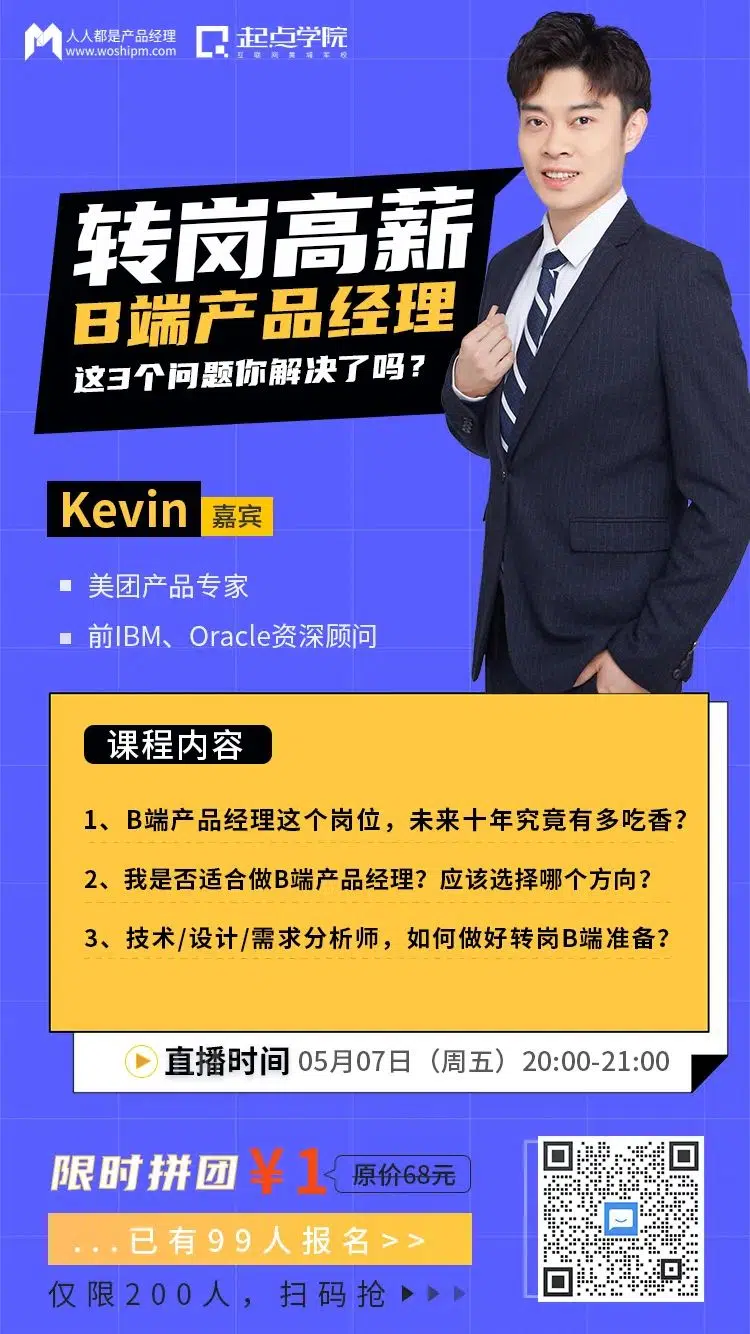 人人都是产品经理
www.woshipm.com
起点学院
互联网黄埔军校
转岗高薪
B端产品经理
这3个问题你解决了吗？
Kevin 嘉宾
美团产品专家
前IBM、Oracle资深顾问
课程内容
1、B端产品经理这个岗位，未来十年究竟有多吃香？
2、我是否适合做B端产品经理？应该选择哪个方向？
3、技术/设计/需求分析师，如何做好转岗B端准备？
直播时间 05月07日（周五）20:00-21:00
限时拼团 ¥1 原价68元
...已有99人报名>>
仅限200人，扫码抢